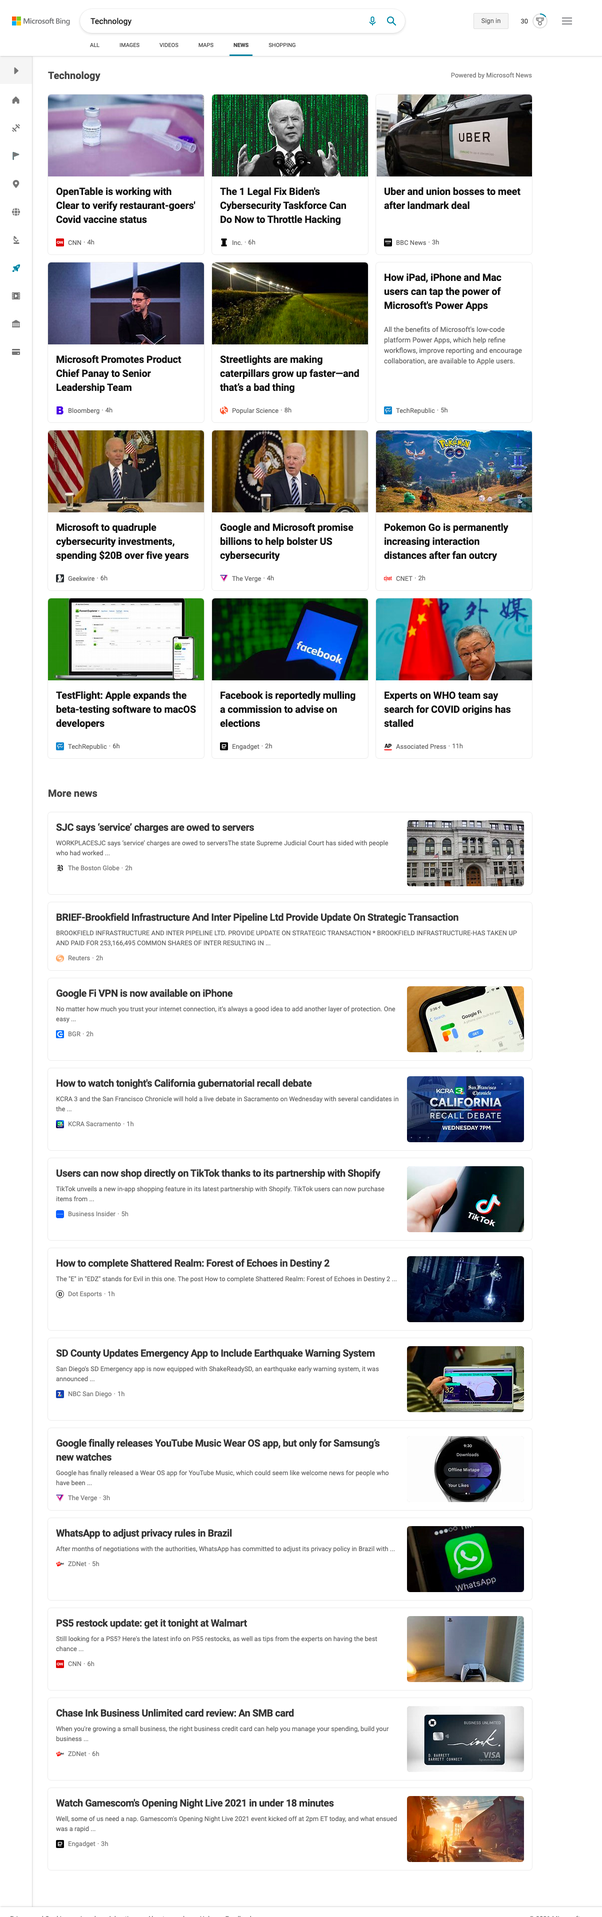 Microsoft Bing
Technology
Sign in
30
ALL
IMAGES
VIDEOS
MAPS
NEWS
SHOPPING
Technology
Powered by Microsoft News
OpenTable is working with
Clear to verify restaurant-goers'
Covid vaccine status
CNN · 4h
The 1 Legal Fix Biden's
Cybersecurity Taskforce Can
Do Now to Throttle Hacking
Inc. · 6h
UBER
Uber and union bosses to meet
after landmark deal
BBC News · 3h
Microsoft Promotes Product
Chief Panay to Senior
Leadership Team
Bloomberg · 4h
Streetlights are making
caterpillars grow up faster—and
that's a bad thing
Popular Science · 8h
How iPad, iPhone and Mac
users can tap the power of
Microsoft's Power Apps
All the benefits of Microsoft's low-code
platform Power Apps, which help refine
workflows, improve reporting and encourage
collaboration, are available to Apple users.
TechRepublic · 5h
Microsoft to quadruple
cybersecurity investments,
spending $20B over five years
Geekwire · 6h
Google and Microsoft promise
billions to help bolster US
cybersecurity
The Verge · 4h
POKÉMON
GO
Pokemon Go is permanently
increasing interaction
distances after fan outcry
CNET · 2h
TestFlight: Apple expands the
beta-testing software to macOS
developers
TechRepublic · 6h
facebook
Facebook is reportedly mulling
a commission to advise on
elections
Engadget · 2h
中外媒
Experts on WHO team say
search for COVID origins has
stalled
AP
Associated Press · 11h
More news
SJC says 'service' charges are owed to servers
WORKPLACESJC says 'service' charges are owed to serversThe state Supreme Judicial Court has sided with people
who had worked ...
The Boston Globe · 2h
BRIEF-Brookfield Infrastructure And Inter Pipeline Ltd Provide Update On Strategic Transaction
BROOKFIELD INFRASTRUCTURE AND INTER PIPELINE LTD. PROVIDE UPDATE ON STRATEGIC TRANSACTION * BROOKFIELD INFRASTRUCTURE-HAS TAKEN UP
AND PAID FOR 253,166,495 COMMON SHARES OF INTER RESULTING IN ...
Reuters · 2h
Google Fi VPN is now available on iPhone
No matter how much you trust your internet connection, it's always a good idea to add another layer of protection. One
easy ...
BGR · 2h
Google Fi
How to watch tonight's California gubernatorial recall debate
KCRA 3 and the San Francisco Chronicle will hold a live debate in Sacramento on Wednesday with several candidates in
the ...
KCRA Sacramento · 1h
KCRA 3
San Francisco
Chronicle
CALIFORNIA
RECALL DEBATE
WEDNESDAY 7PM
Users can now shop directly on TikTok thanks to its partnership with Shopify
TikTok unveils a new in-app shopping feature in its latest partnership with Shopify. TikTok users can now purchase
items from ...
Business Insider · 5h
TikTok
How to complete Shattered Realm: Forest of Echoes in Destiny 2
The "E" in "EDZ" stands for Evil in this one. The post How to complete Shattered Realm: Forest of Echoes in Destiny 2 ...
Dot Esports · 1h
SD County Updates Emergency App to Include Earthquake Warning System
San Diego's SD Emergency app is now equipped with ShakeReadySD, an earthquake early warning system, it was
announced ...
NBC San Diego · 1h
32
Google finally releases YouTube Music Wear OS app, but only for Samsung's
new watches
Google has finally released a Wear OS app for YouTube Music, which could seem like welcome news for people who
have been ...
The Verge · 3h
9:30
Downloads
Offline Mixtape
Your Likes
WhatsApp to adjust privacy rules in Brazil
After months of negotiations with the authorities, WhatsApp has committed to adjust its privacy policy in Brazil with ...
ZDNet · 5h
WhatsApp
PS5 restock update: get it tonight at Walmart
Still looking for a PS5? Here's the latest info on PS5 restocks, as well as tips from the experts on having the best
chance ...
CNN · 6h
Chase Ink Business Unlimited card review: An SMB card
When you're growing a small business, the right business credit card can help you manage your spending, build your
business ...
ZDNet · 6h
BUSINESS UNLIMITED
ink.
D. BARRETT
BARRETT CONNECT
VISA
Watch Gamescom's Opening Night Live 2021 in under 18 minutes
Well, some of us need a nap. Gamescom's Opening Night Live 2021 event kicked off at 2pm ET today, and what ensued
was a rapid ...
Engadget · 3h